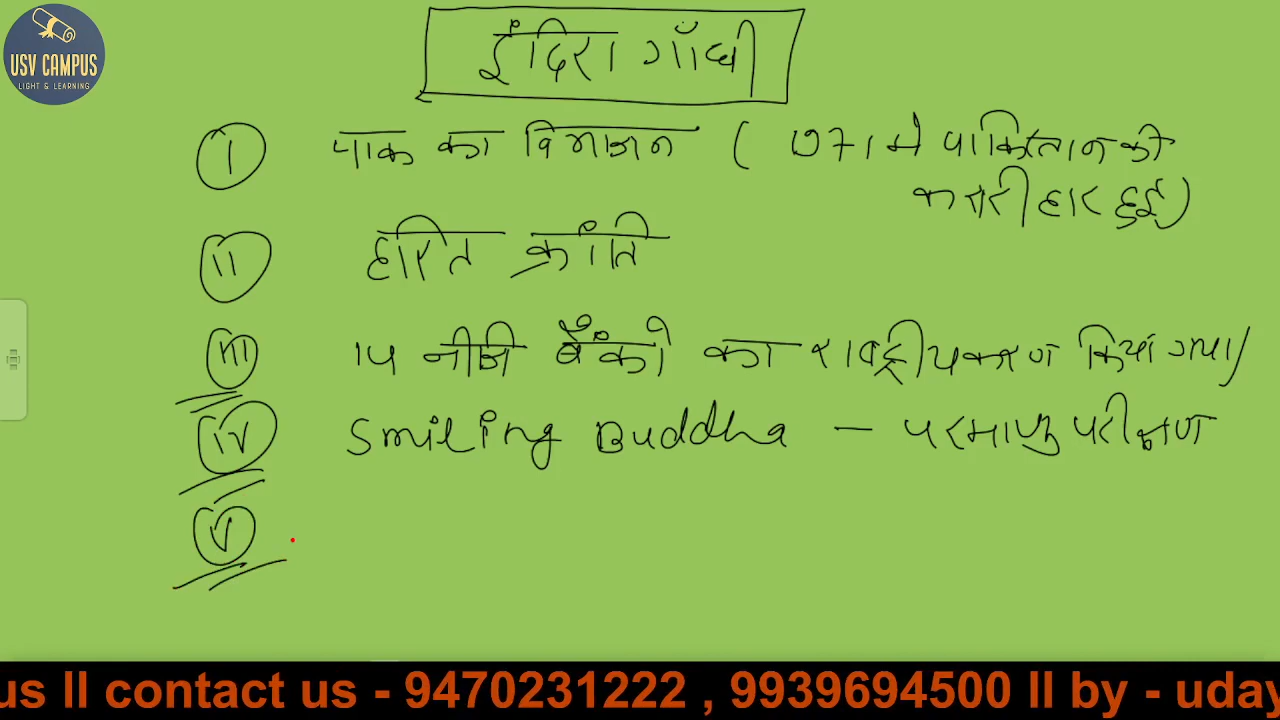 USV CAMPUS
LIGHT & LEARNING
इंदिरा गाँधी
I पाक का विभाजन ( 1971 मे पाकिस्तान की
करारी हार हुई)
II हरित क्रांति
III 14 नीजी बैंको का राष्ट्रीयकरण किया गया।
IV Smiling Buddha – परमाणु परीक्षण
V
us ll contact us - 9470231222 , 9939694500 ll by - uday